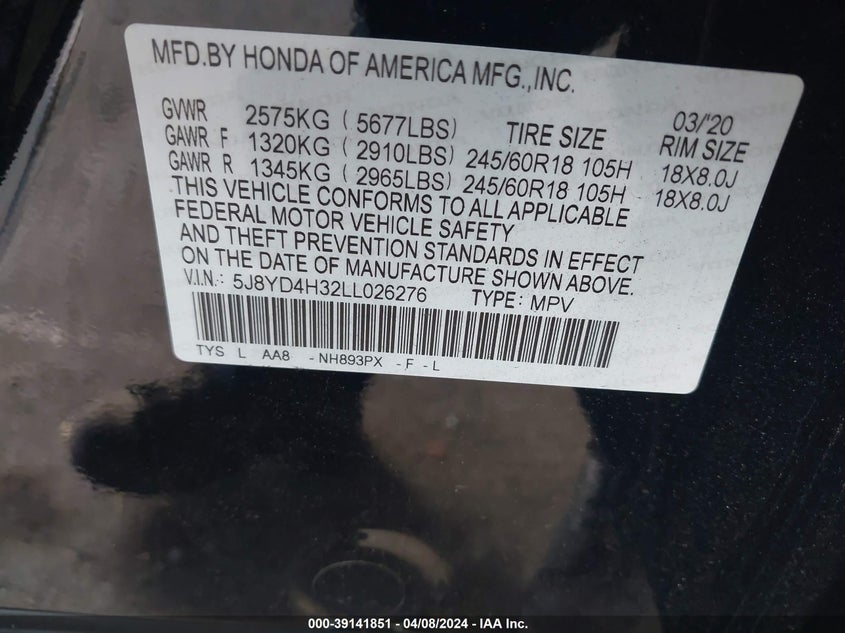 MFD.BY HONDA OF AMERICA MFG.,INC.
GVWR 2575KG ( 5677LBS) TIRE SIZE 03/'20 RIM SIZE
GAWR F 1320KG ( 2910LBS) 245/60R18 105H 18X8.0J
GAWR R 1345KG ( 2965LBS) 245/60R18 105H 18X8.0J
THIS VEHICLE CONFORMS TO ALL APPLICABLE
FEDERAL MOTOR VEHICLE SAFETY
AND THEFT PREVENTION STANDARDS IN EFFECT
ON THE DATE OF MANUFACTURE SHOWN ABOVE.
V.I.N.: 5J8YD4H32LL026276 TYPE: MPV
TYS L AA8 -NH893PX -F -L
000-39141851 - 04/08/2024 - IAA Inc.